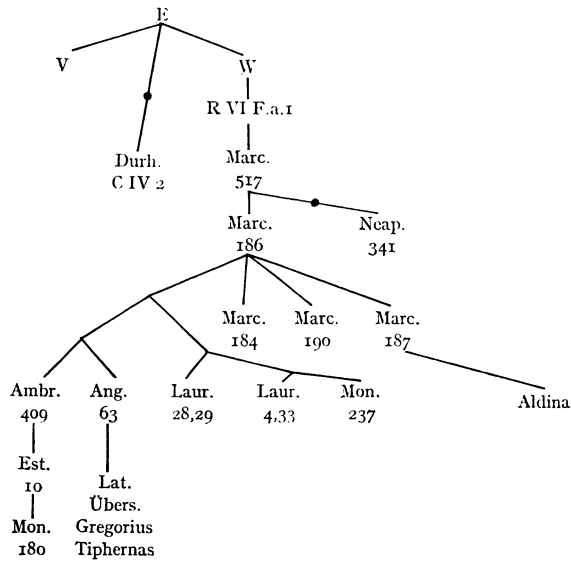 E
V
W
R VI F.a.1
Durh.
C IV 2
Marc.
517
Marc.
186
Neap.
341
Marc.
184
Marc.
190
Marc.
187
Ambr.
409
Ang.
63
Laur.
28,29
Laur.
4,33
Mon.
237
Aldina
Est.
10
Lat.
Übers.
Gregorius
Tiphernas
Mon.
180